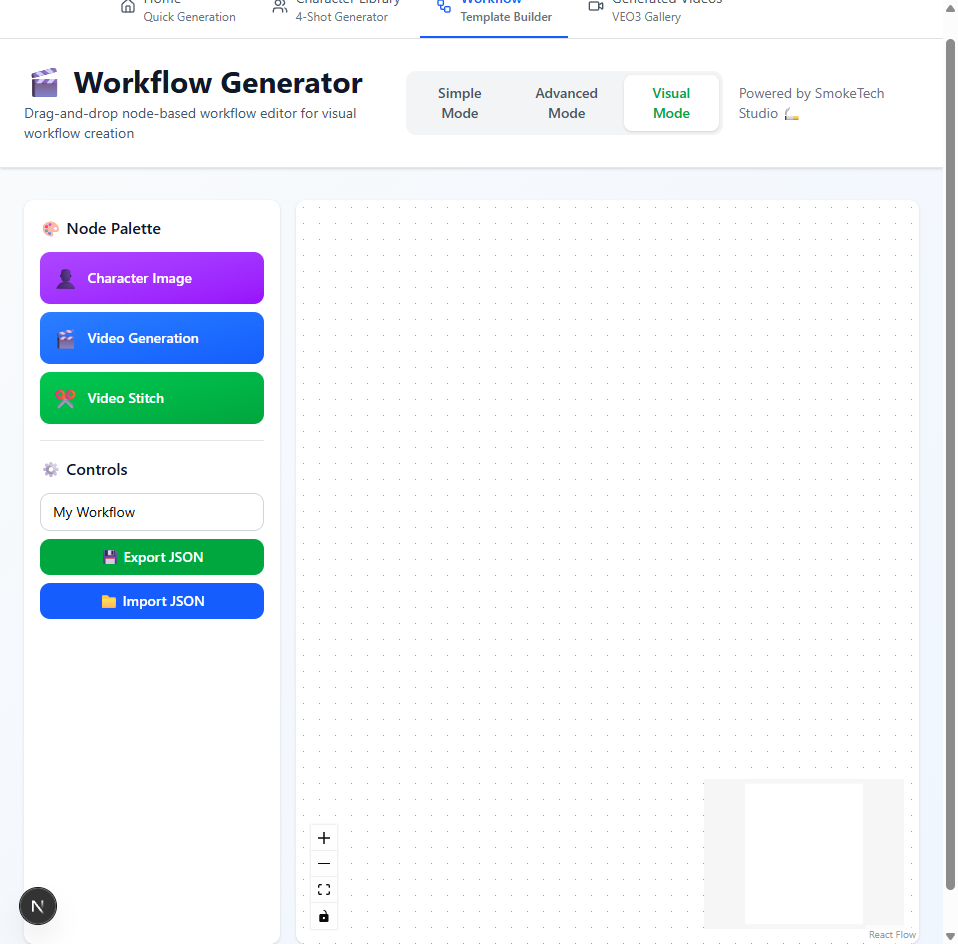 Home
Quick Generation
Character Library
4-Shot Generator
Workflow
Template Builder
Generated Videos
VEO3 Gallery
Workflow Generator
Drag-and-drop node-based workflow editor for visual
workflow creation
Simple
Mode
Advanced
Mode
Visual
Mode
Powered by SmokeTech
Studio
Node Palette
Character Image
Video Generation
Video Stitch
Controls
My Workflow
Export JSON
Import JSON
N
React Flow